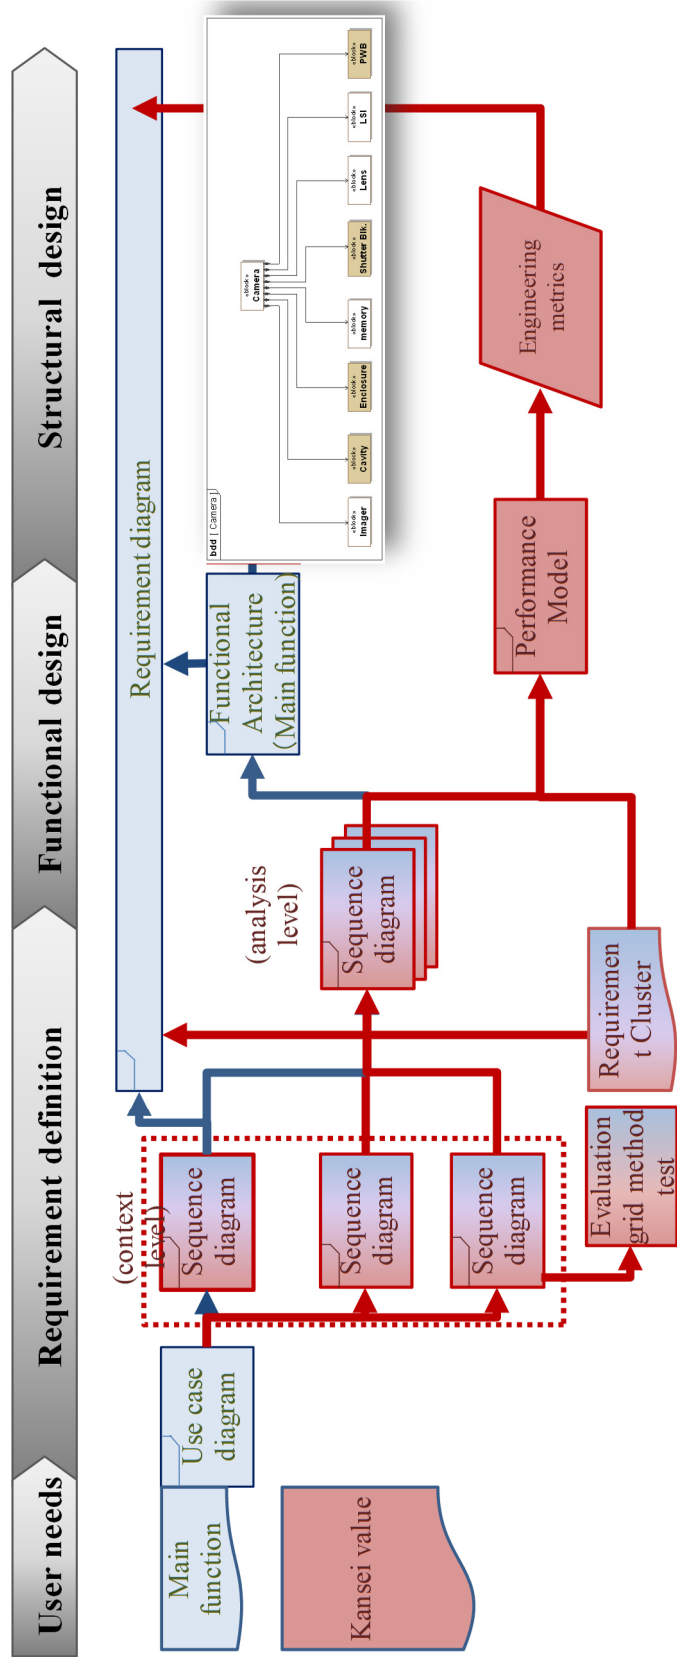 User needs
Requirement definition
Functional design
Structural design
Main
function
Kansei value
Use case
diagram
(context
level)
Sequence
diagram
Sequence
diagram
Sequence
diagram
Evaluation
grid method
test
Requiremen
t Cluster
(analysis
level)
Sequence
diagram
Requirement diagram
Functional
Architecture
(Main function)
Performance
Model
Engineering
metrics
bdd [ Camera ]
«block»
Camera
«block»
Imager
«block»
Cavity
«block»
Enclosure
«block»
memory
«block»
Shutter Blk.
«block»
Lens
«block»
LSI
«block»
PWB